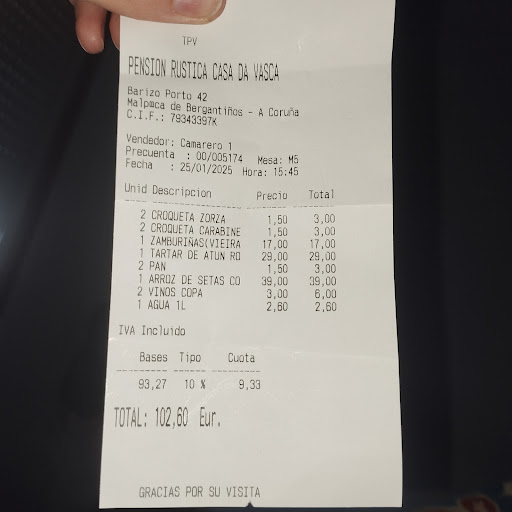 TPV
PENSION RUSTICA CASA DA VASCA
Barizo Porto 42
Malpica de Bergantiños - A Coruña
C.I.F.: 79343397K
Vendedor: Camarero 1
Precuenta : 00/005174 Mesa: M5
Fecha : 25/01/2025 Hora: 15:45
Unid Descripcion Precio Total
2 CROQUETA ZORZA 1,50 3,00
2 CROQUETA CARABINE 1,50 3,00
1 ZAMBURIÑAS(VIEIRA 17,00 17,00
1 TARTAR DE ATUN RO 29,00 29,00
2 PAN 1,50 3,00
1 ARROZ DE SETAS CO 39,00 39,00
2 VINOS COPA 3,00 6,00
1 AGUA 1L 2,60 2,60
IVA Incluido
Bases Tipo Cuota
93,27 10 % 9,33
TOTAL: 102,60 Eur.
GRACIAS POR SU VISITA